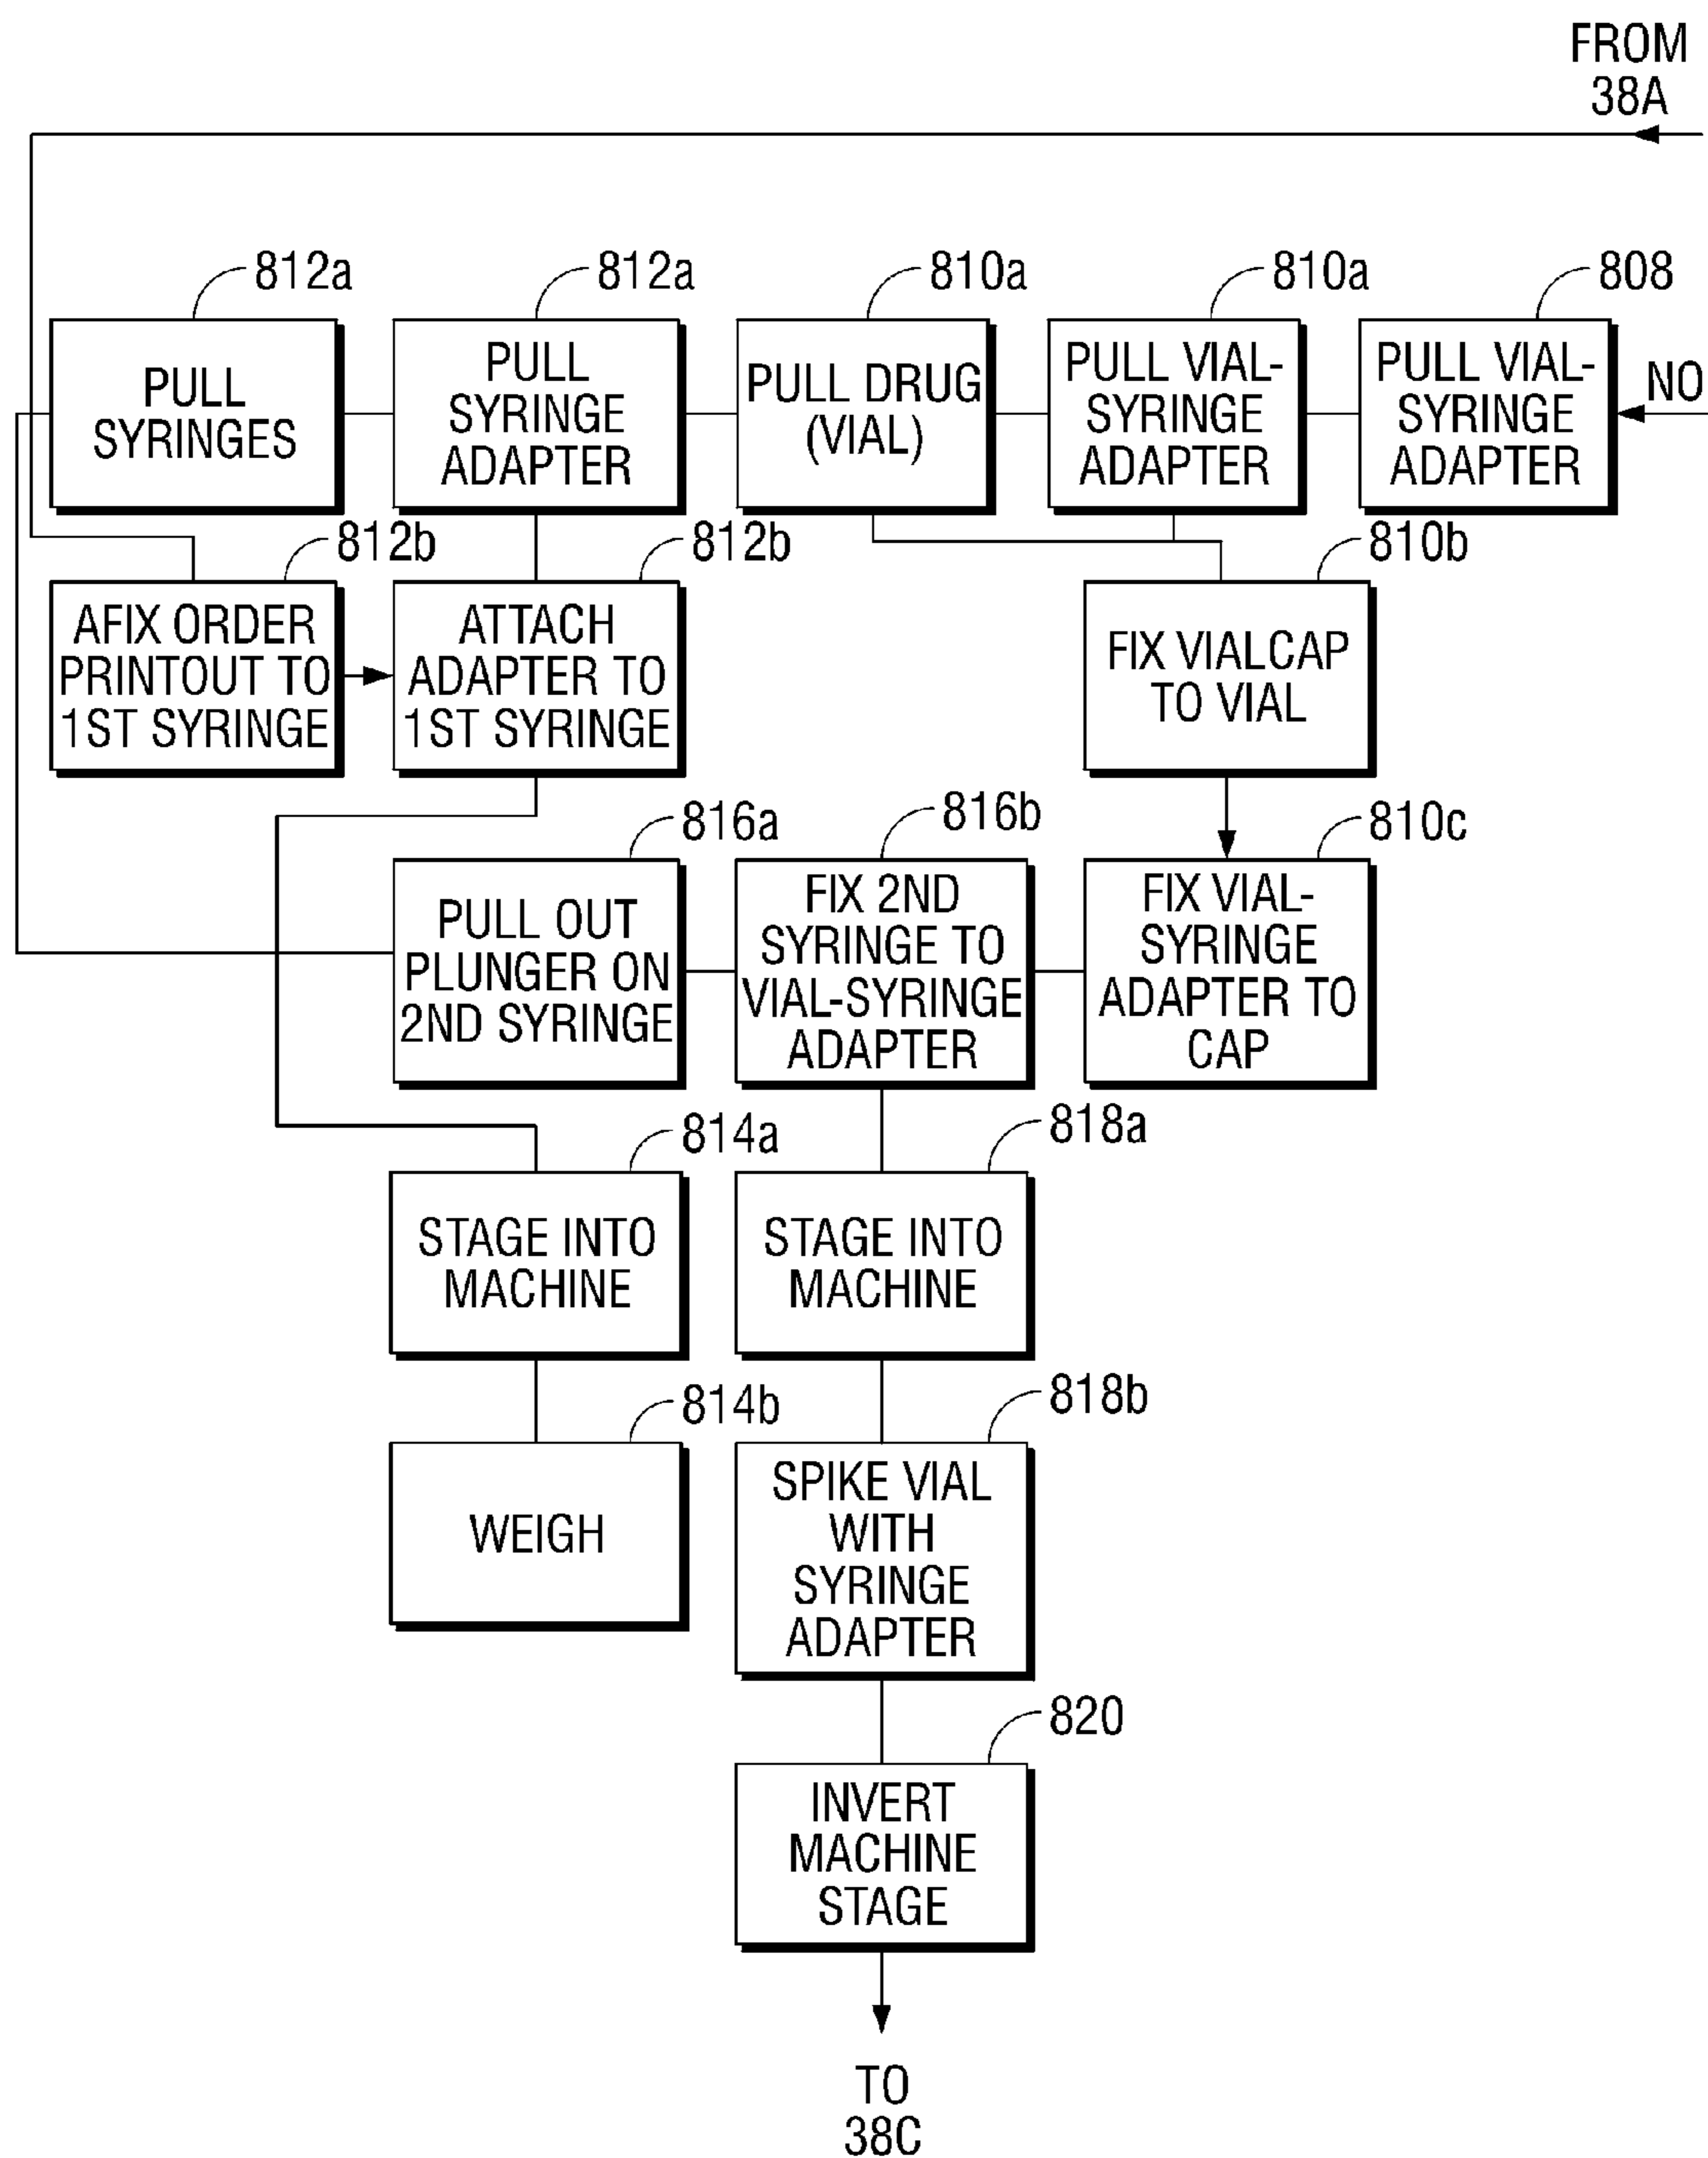 FROM
38A
812a
812a
810a
810a
808
PULL
SYRINGES
PULL
SYRINGE
ADAPTER
PULL DRUG
(VIAL)
PULL VIAL-
SYRINGE
ADAPTER
PULL VIAL-
SYRINGE
ADAPTER
NO
812b
812b
810b
AFIX ORDER
PRINTOUT TO
1ST SYRINGE
ATTACH
ADAPTER TO
1ST SYRINGE
FIX VIALCAP
TO VIAL
816a
816b
810c
PULL OUT
PLUNGER ON
2ND SYRINGE
FIX 2ND
SYRINGE TO
VIAL-SYRINGE
ADAPTER
FIX VIAL-
SYRINGE
ADAPTER TO
CAP
814a
818a
STAGE INTO
MACHINE
STAGE INTO
MACHINE
814b
818b
WEIGH
SPIKE VIAL
WITH
SYRINGE
ADAPTER
820
INVERT
MACHINE
STAGE
TO
38C